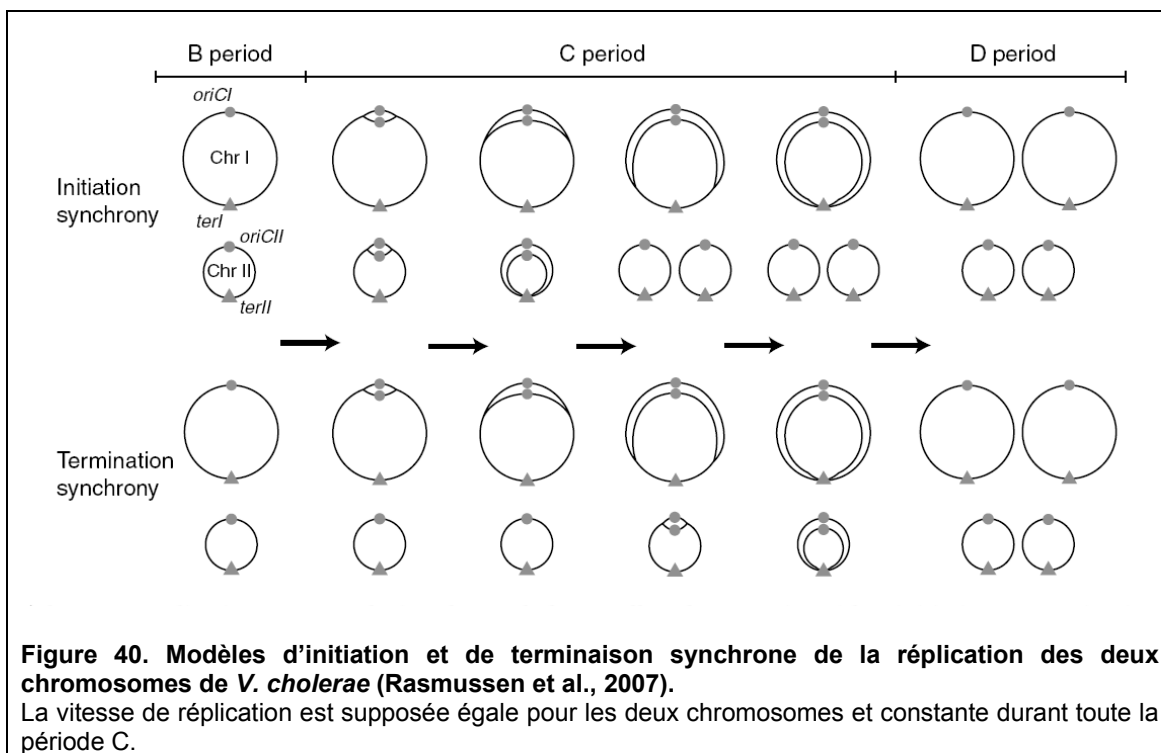 B period C period D period
oriCI
Chr I
Initiation
synchrony
terI
oriCII
Chr II
terII
Termination
synchrony
Figure 40. Modèles d’initiation et de terminaison synchrone de la réplication des deux
chromosomes de V. cholerae (Rasmussen et al., 2007).
La vitesse de réplication est supposée égale pour les deux chromosomes et constante durant toute la
période C.